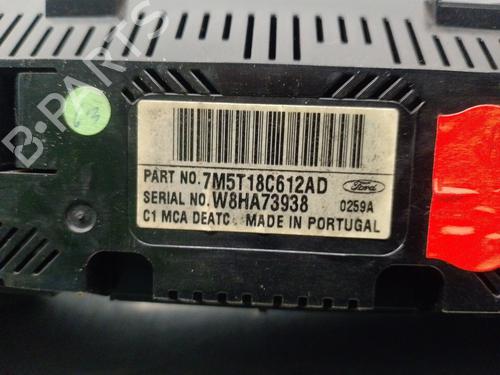 PART NO. 7M5T18C612AD Ford
SERIAL NO. W8HA73938 0259A
C1 MCA DEATC MADE IN PORTUGAL
B-PARTS